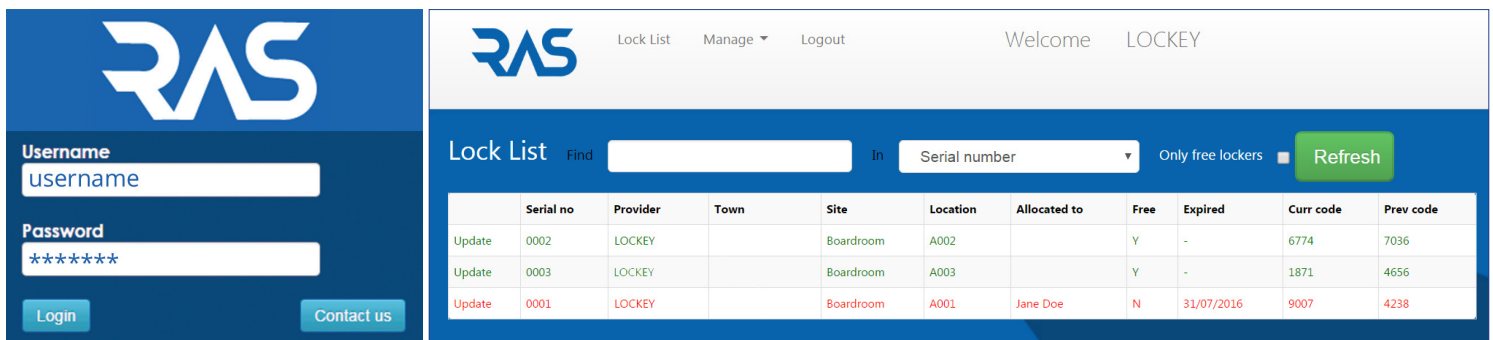 RAS
Username
username
Password
*******
Login Contact us
RAS Lock List Manage Logout Welcome LOCKEY
Lock List Find In Serial number Only free lockers Refresh
Serial no Provider Town Site Location Allocated to Free Expired Curr code Prev code
Update 0002 LOCKEY Boardroom A002 Y - 6774 7036
Update 0003 LOCKEY Boardroom A003 Y - 1871 4656
Update 0001 LOCKEY Boardroom A001 Jane Doe N 31/07/2016 9007 4238